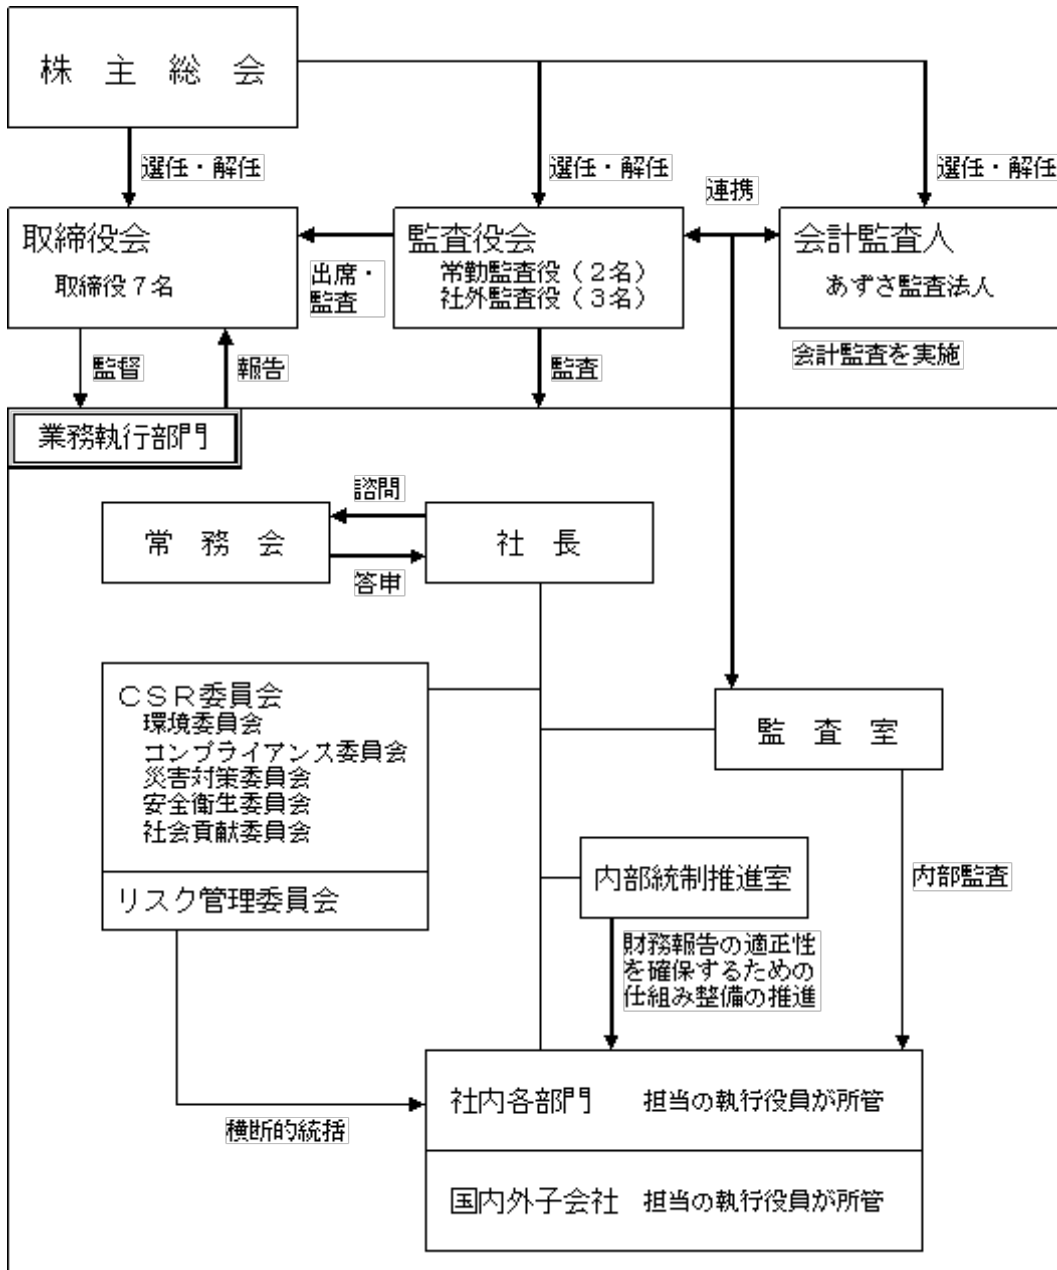 株主総会
選任・解任
選任・解任
選任・解任
連携
取締役会
取締役7名
出席・
監査
監査役会
常勤監査役(2名)
社外監査役(3名)
会計監査人
あずさ監査法人
会計監査を実施
監督
報告
監査
業務執行部門
諮問
常務会
社長
答申
CSR委員会
環境委員会
コンプライアンス委員会
災害対策委員会
安全衛生委員会
社会貢献委員会
リスク管理委員会
監査室
内部統制推進室
内部監査
財務報告の適正性
を確保するための
仕組み整備の推進
社内各部門 担当の執行役員が所管
横断的統括
国内外子会社 担当の執行役員が所管